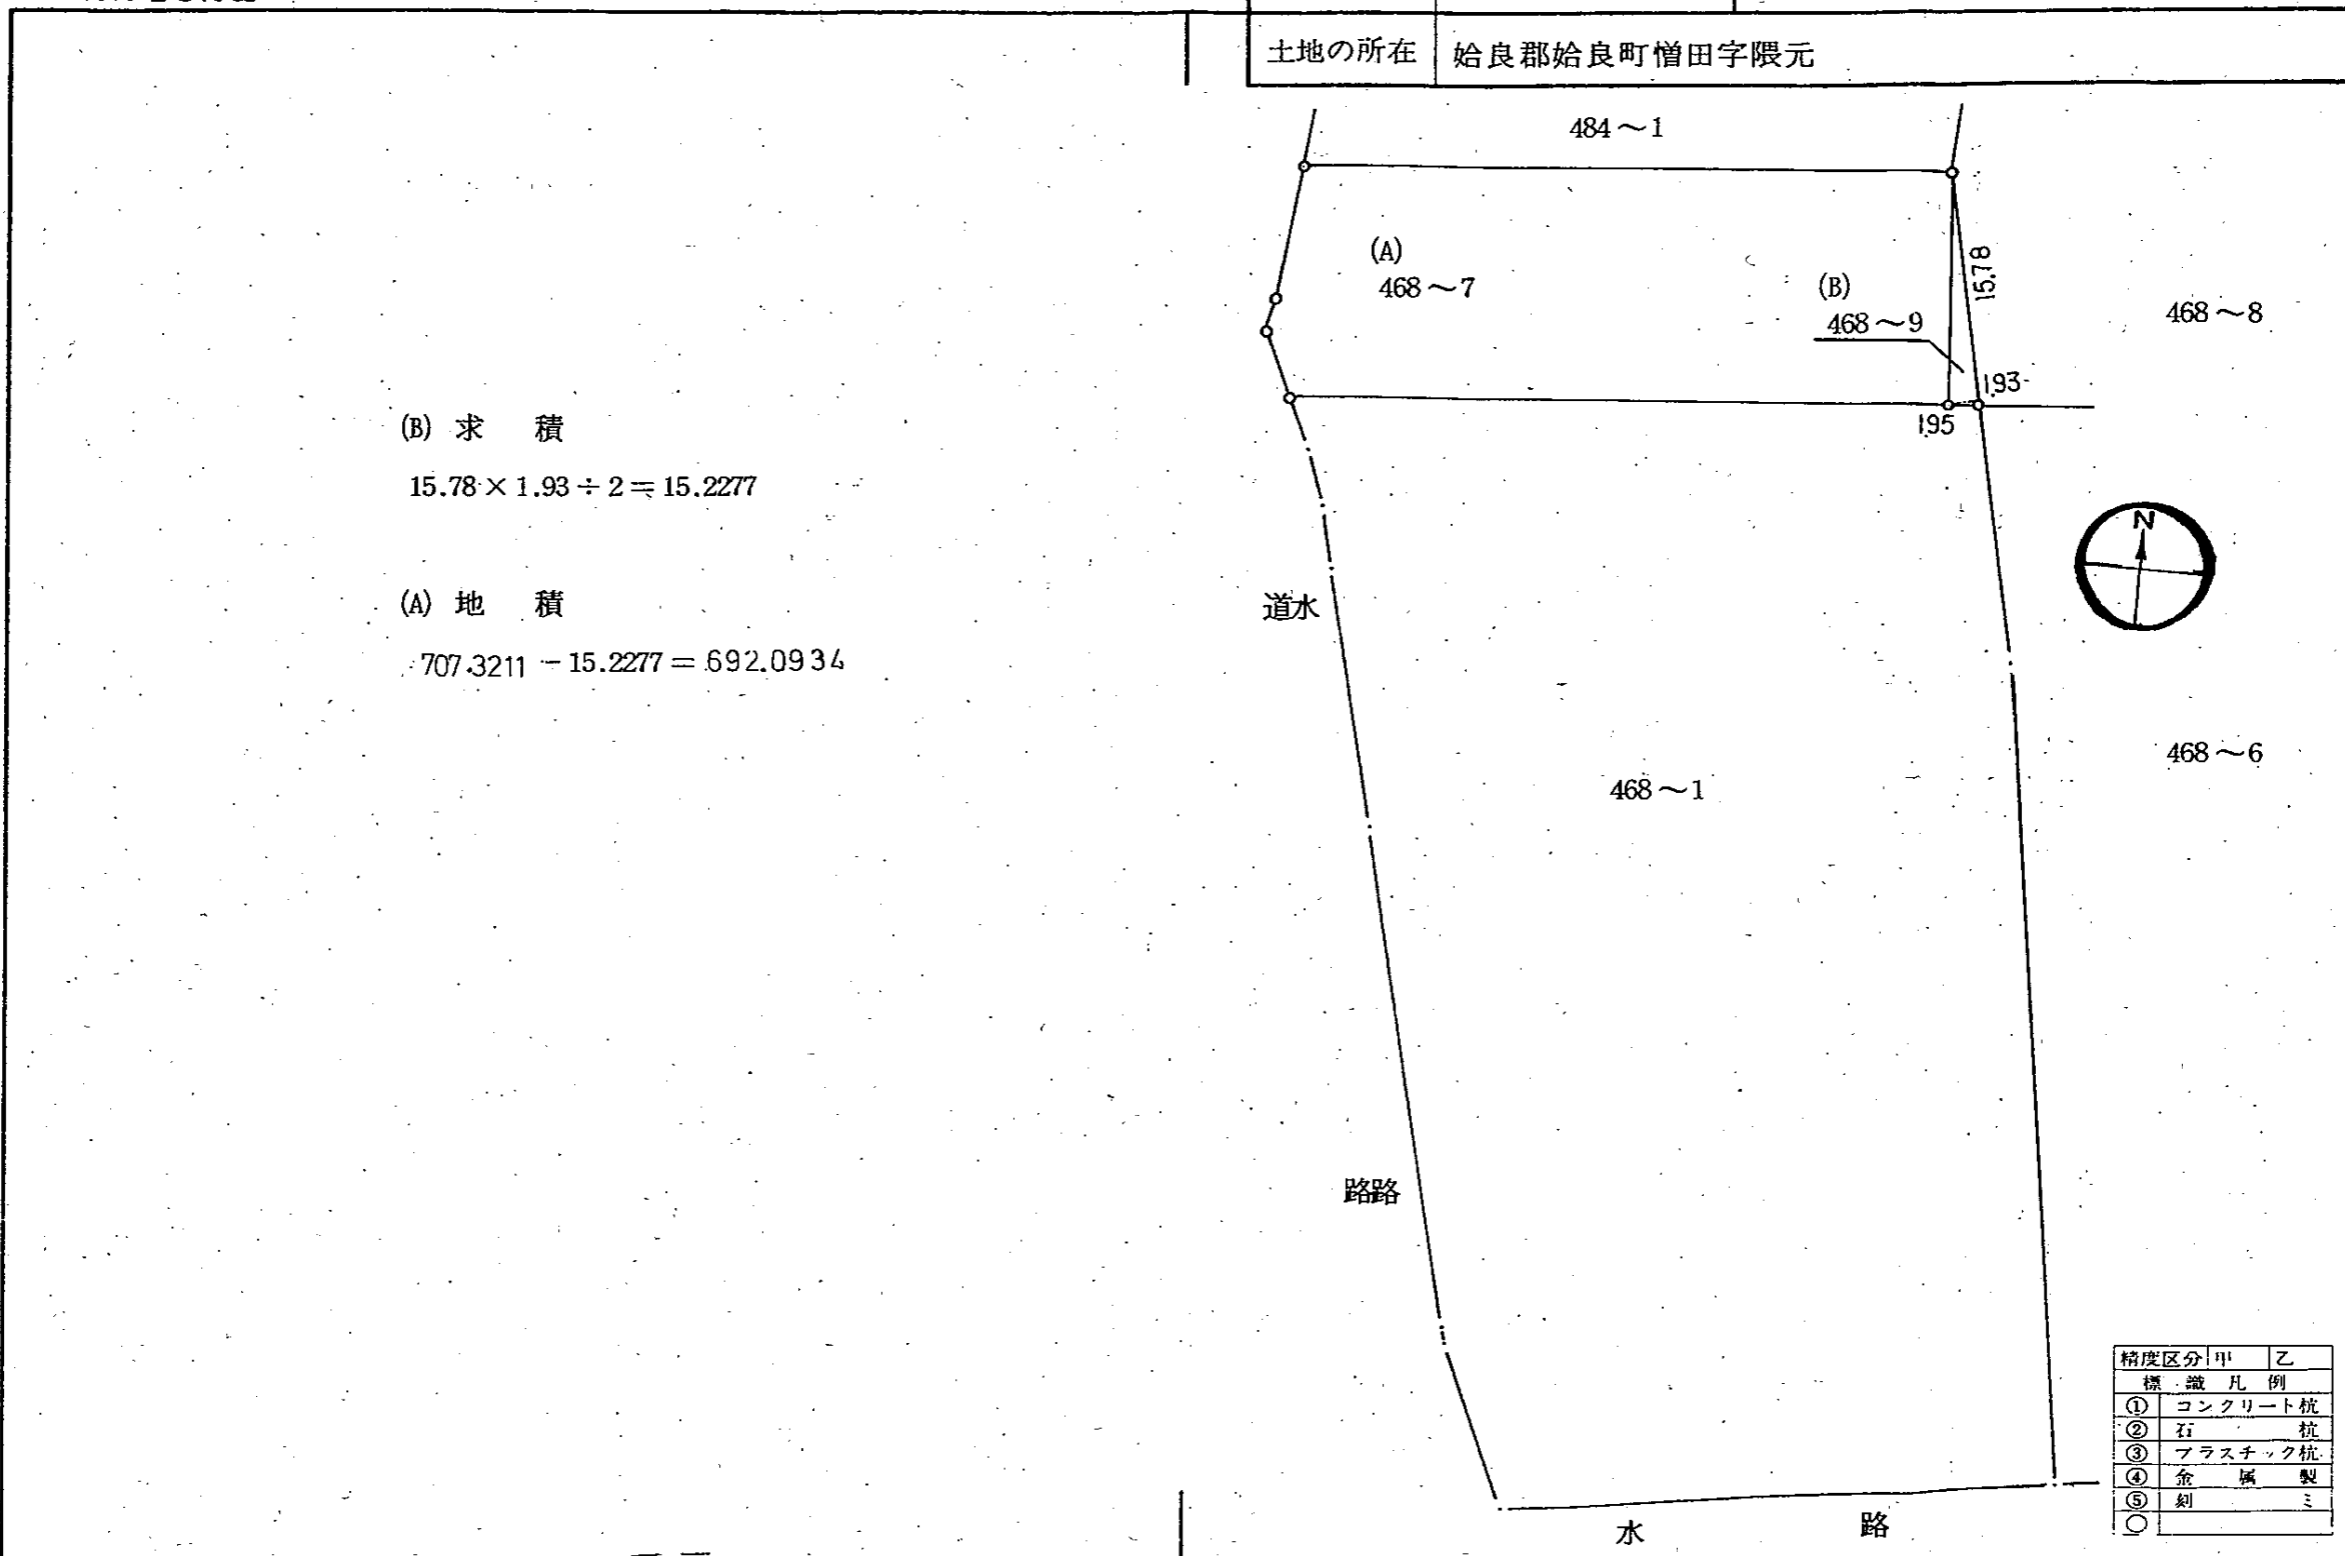 土地の所在 姶良郡姶良町憎田字隈元
484～1
(A)
468～7
(B)
468～9
15.78
468～8
1.93
1.95
(B) 求 積
15.78×1.93÷2＝15.2277
(A) 地 積
707.3211－15.2277＝692.0934
N
道水
468～1
468～6
路路
水 路
精度区分 甲 乙
標識凡例
① コンクリート杭
② 石杭
③ プラスチック杭
④ 金属製
⑤ 刻ミ
○